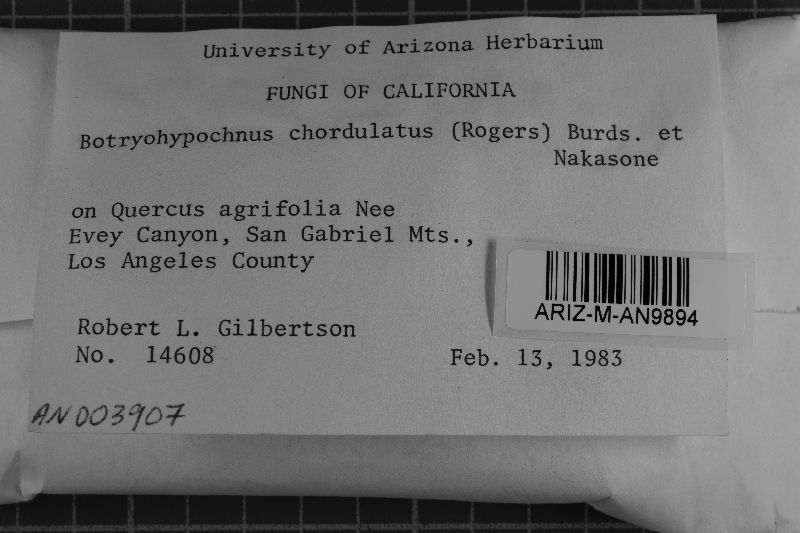 University of Arizona Herbarium
FUNGI OF CALIFORNIA
Botryohypochnus chordulatus (Rogers) Burds. et
Nakasone
on Quercus agrifolia Nee
Evey Canyon, San Gabriel Mts.,
Los Angeles County
ARIZ-M-AN9894
Robert L. Gilbertson
No. 14608 Feb. 13, 1983
AN003907